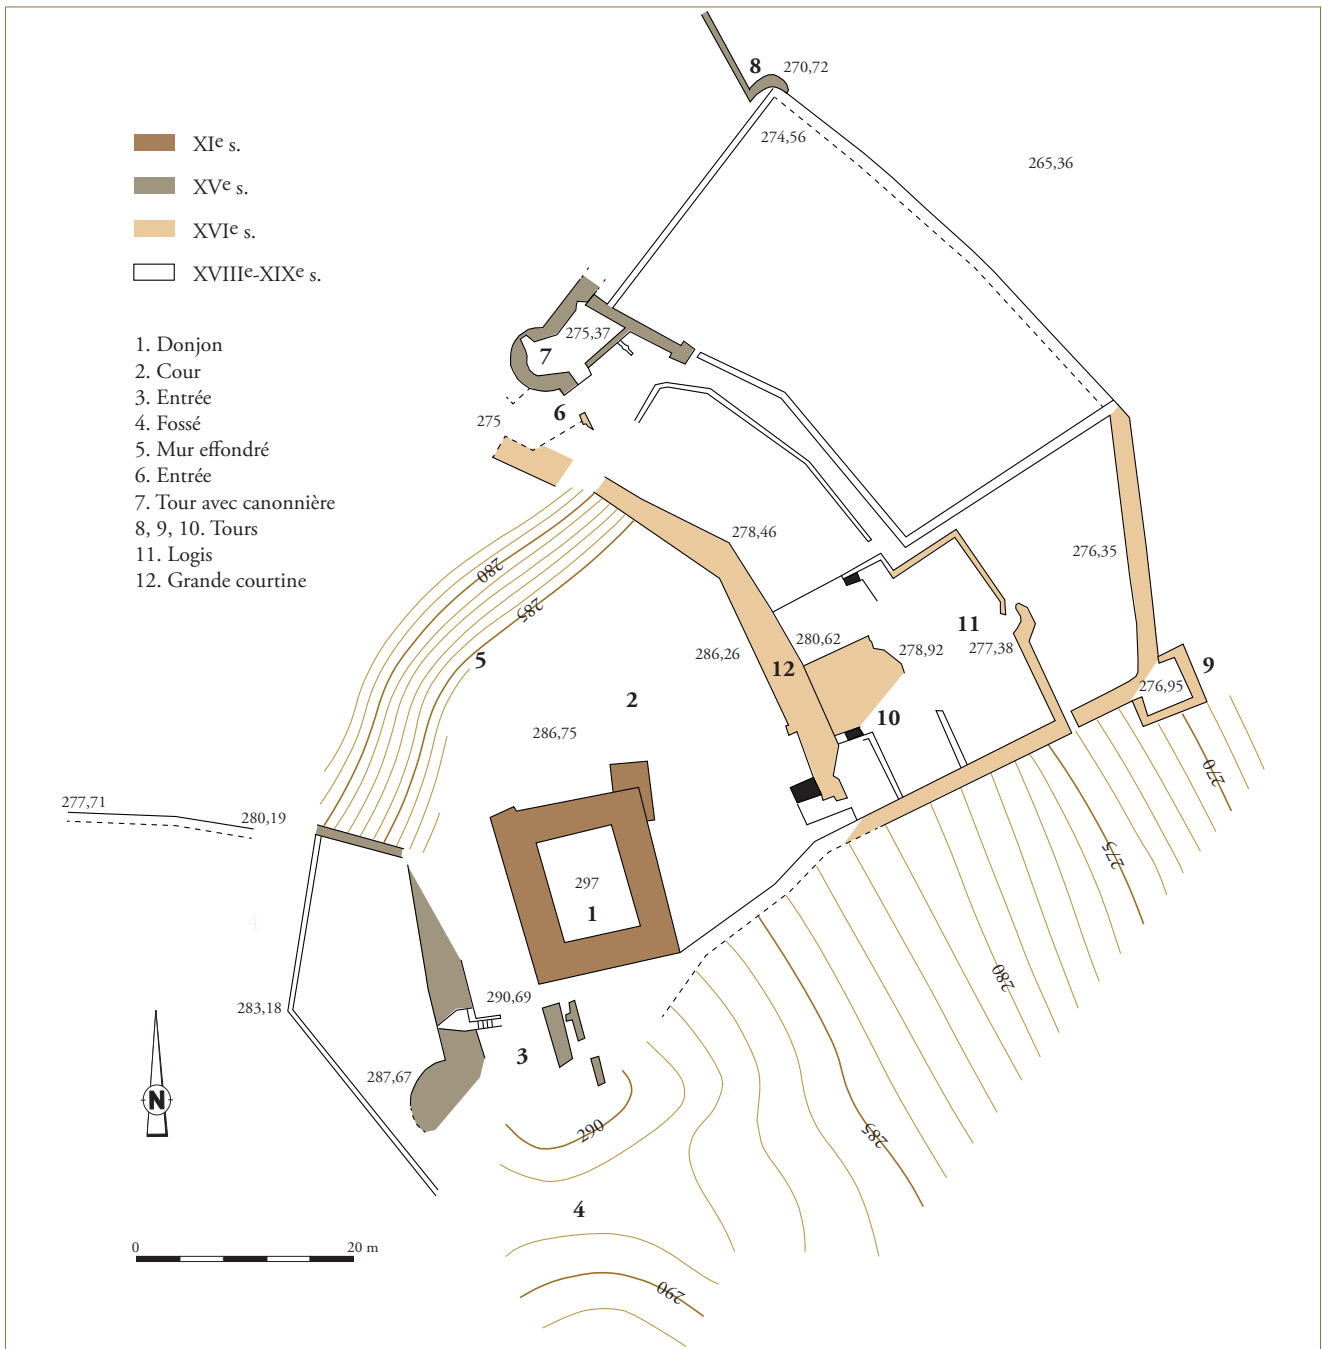 8
270,72
274,56
265,36
XIe s.
XVe s.
XVIe s.
XVIIIe-XIXe s.
1. Donjon
2. Cour
3. Entrée
4. Fossé
5. Mur effondré
6. Entrée
7. Tour avec canonnière
8, 9, 10. Tours
11. Logis
12. Grande courtine
275,37
7
6
275
278,46
276,35
280
285
11
280,62
286,26
12
278,92
277,38
9
276,95
5
2
10
286,75
270
277,71
280,19
275
297
1
4
280
283,18
290,69
3
287,67
290
285
N
4
0
20 m
290